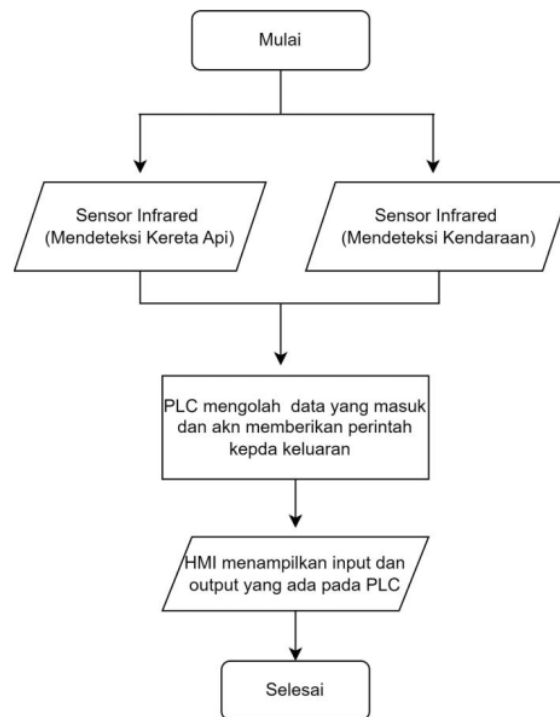 Mulai
Sensor Infrared
(Mendeteksi Kereta Api)
Sensor Infrared
(Mendeteksi Kendaraan)
PLC mengolah data yang masuk
dan akn memberikan perintah
kepda keluaran
HMI menampilkan input dan
output yang ada pada PLC
Selesai